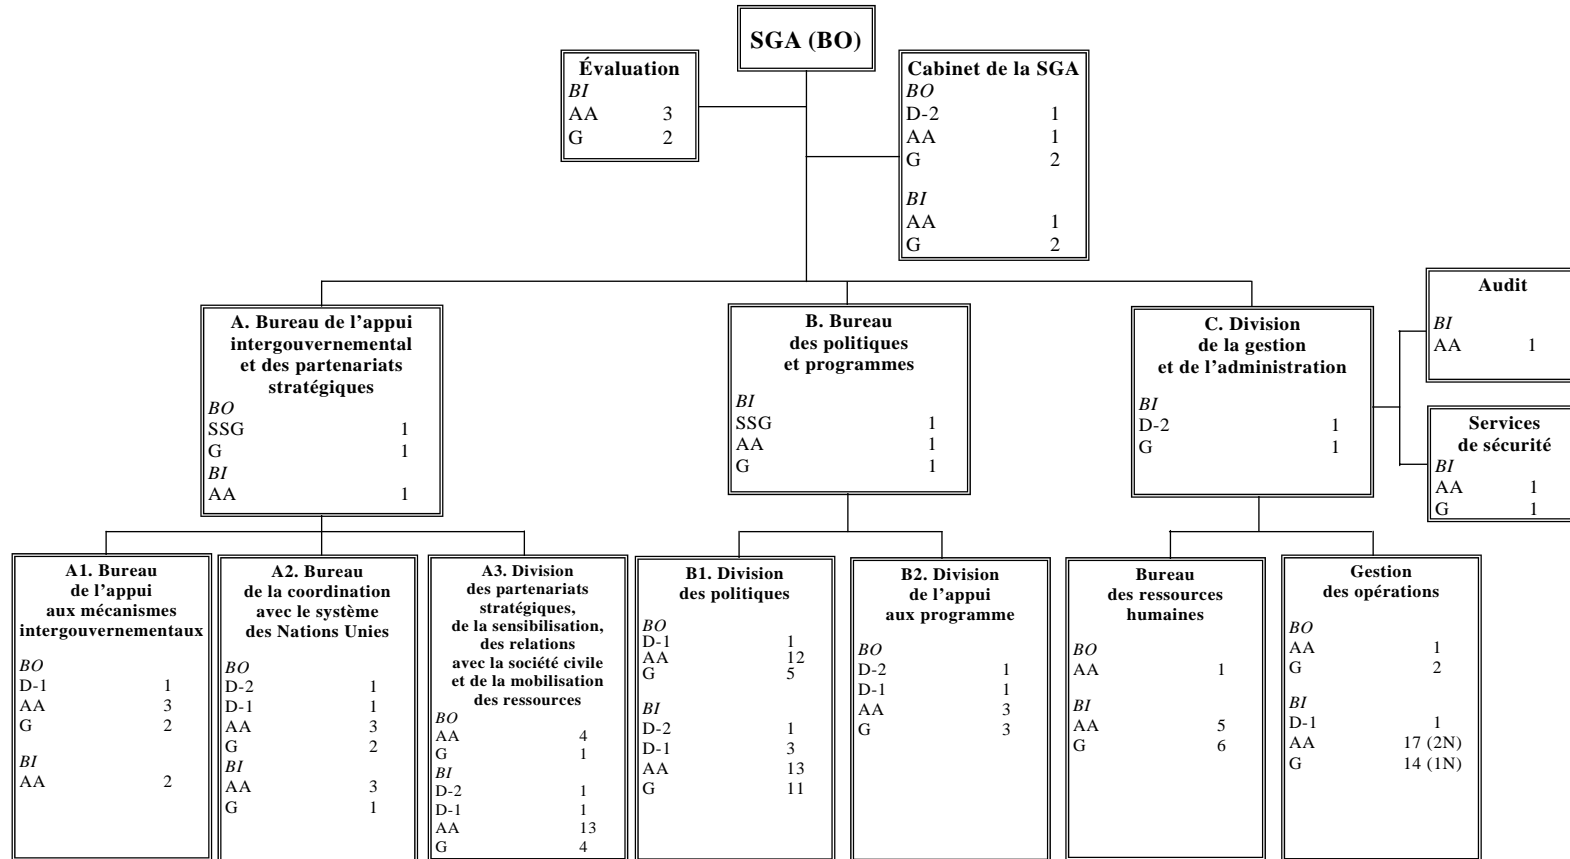 SGA (BO)
Évaluation
BI
AA 3
G 2
Cabinet de la SGA
BO
D-2 1
AA 1
G 2
BI
AA 1
G 2
A. Bureau de l’appui
intergouvernemental
et des partenariats
stratégiques
BO
SSG 1
G 1
BI
AA 1
B. Bureau
des politiques
et programmes
BI
SSG 1
AA 1
G 1
C. Division
de la gestion
et de l’administration
BI
D-2 1
G 1
Audit
BI
AA 1
Services
de sécurité
BI
AA 1
G 1
A1. Bureau
de l’appui
aux mécanismes
intergouvernementaux
BO
D-1 1
AA 3
G 2
BI
AA 2
A2. Bureau
de la coordination
avec le système
des Nations Unies
BO
D-2 1
D-1 1
AA 3
G 2
BI
AA 3
G 1
A3. Division
des partenariats
stratégiques,
de la sensibilisation,
des relations
avec la société civile
et de la mobilisation
des ressources
BO
AA 4
G 1
BI
D-2 1
D-1 1
AA 13
G 4
B1. Division
des politiques
BO
D-1 1
AA 12
G 5
BI
D-2 1
D-1 3
AA 13
G 11
B2. Division
de l’appui
aux programme
BO
D-2 1
D-1 1
AA 3
G 3
Bureau
des ressources
humaines
BO
AA 1
BI
AA 5
G 6
Gestion
des opérations
BO
AA 1
G 2
BI
D-1 1
AA 17 (2N)
G 14 (1N)